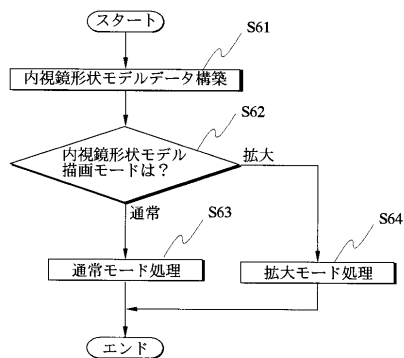 スタート
S61
内視鏡形状モデルデータ構築
S62
内視鏡形状モデル
描画モードは?
拡大
通常
S63
通常モード処理
S64
拡大モード処理
エンド